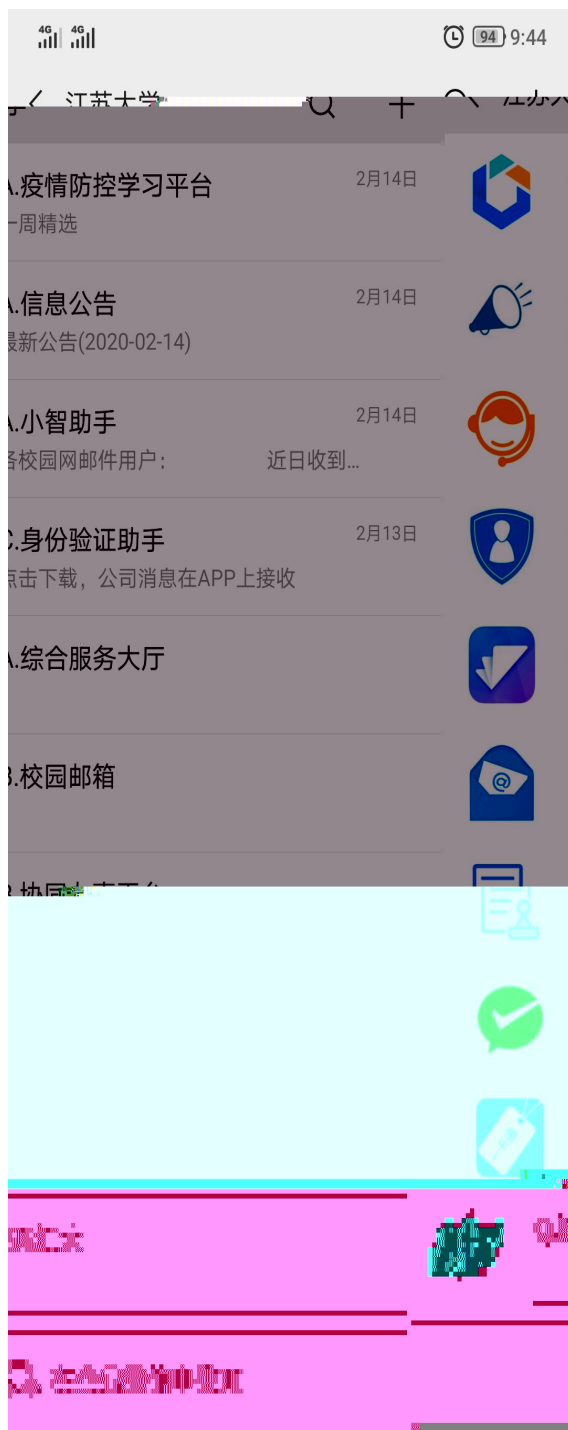 4G 4G 94 9:44
江苏大学
.疫情防控学习平台 2月14日
一周精选
.信息公告 2月14日
最新公告(2020-02-14)
.小智助手 2月14日
各校园网邮件用户： 近日收到...
.身份验证助手 2月13日
点击下载，公司消息在APP上接收
.综合服务大厅
.校园邮箱